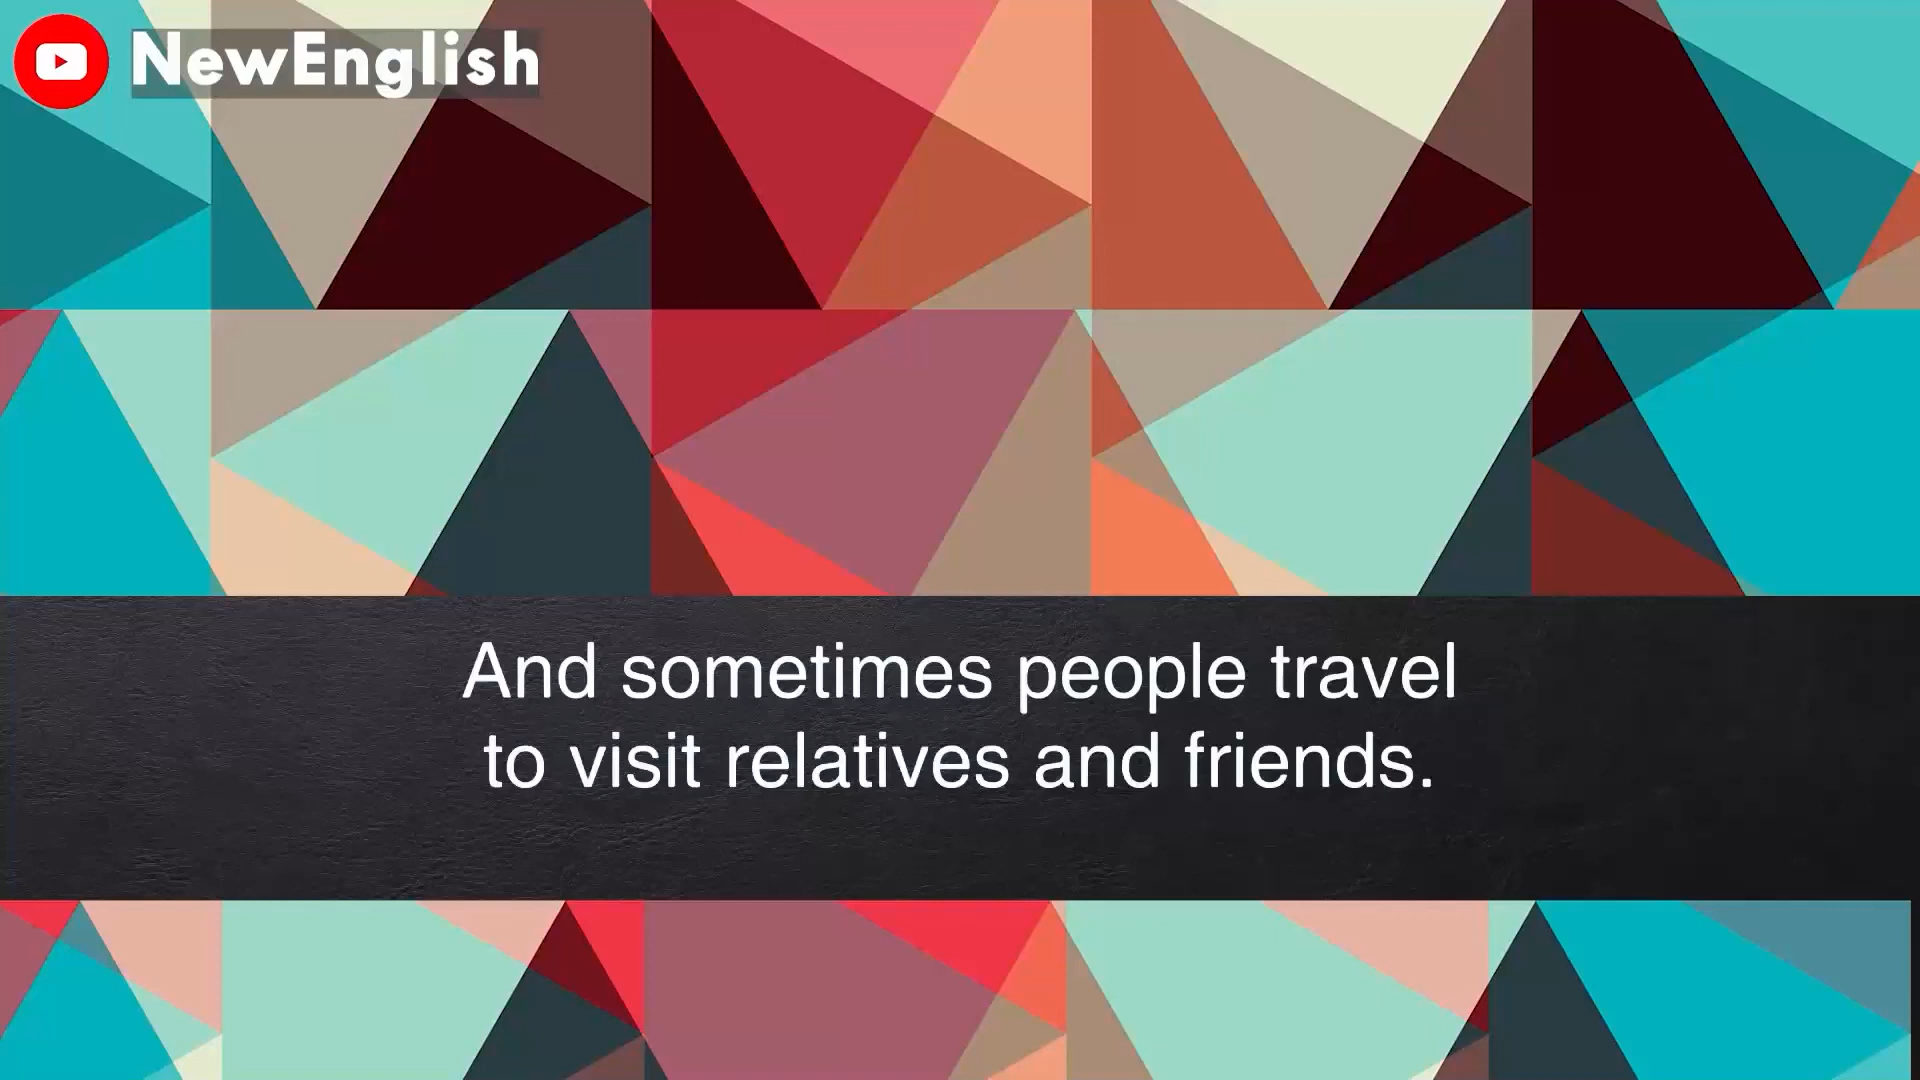 NewEnglish
And sometimes people travel
to visit relatives and friends.